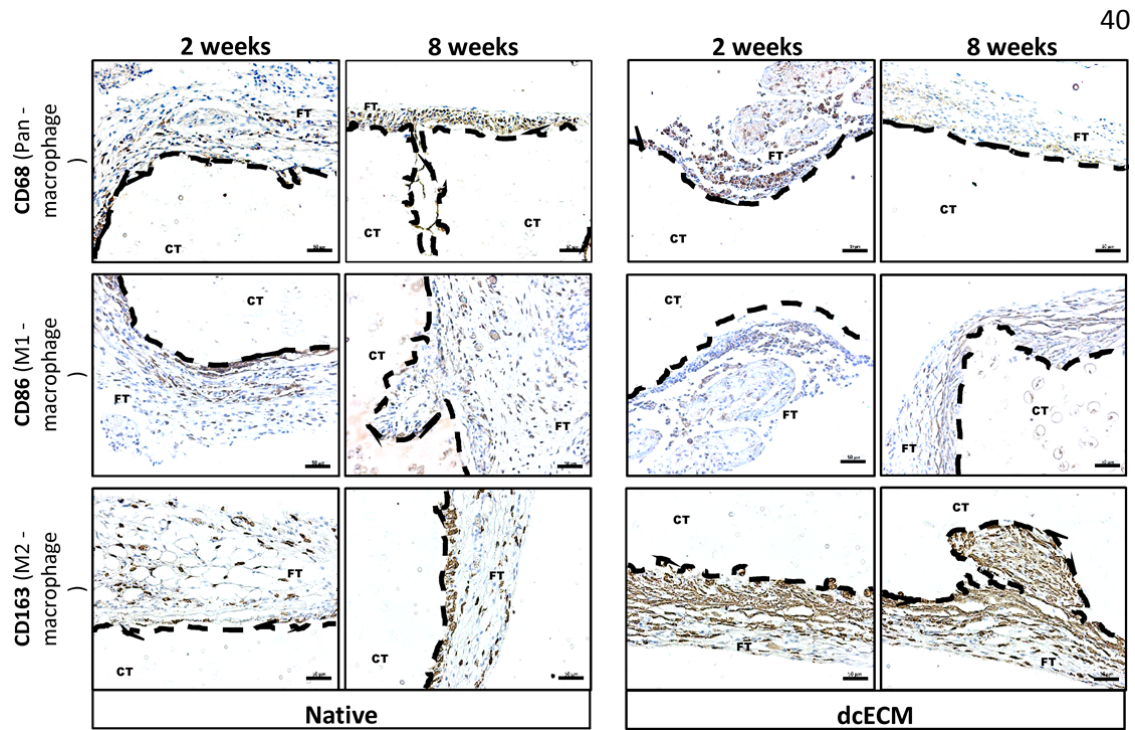 40
2 weeks
8 weeks
2 weeks
8 weeks
CD68 (Pan -
macrophage
)
FT
CT
FT
CT
CT
FT
CT
FT
CT
CD86 (M1 -
macrophage
)
CT
FT
CT
FT
CT
FT
CT
FT
CD163 (M2 -
macrophage
)
FT
CT
FT
CT
CT
FT
CT
FT
Native
dcECM